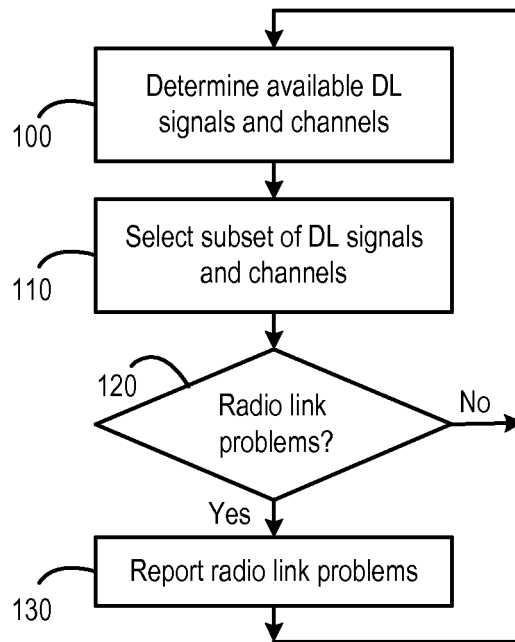 Determine available DL
signals and channels
100
Select subset of DL signals
and channels
110
120
Radio link
problems?
No
Yes
Report radio link problems
130